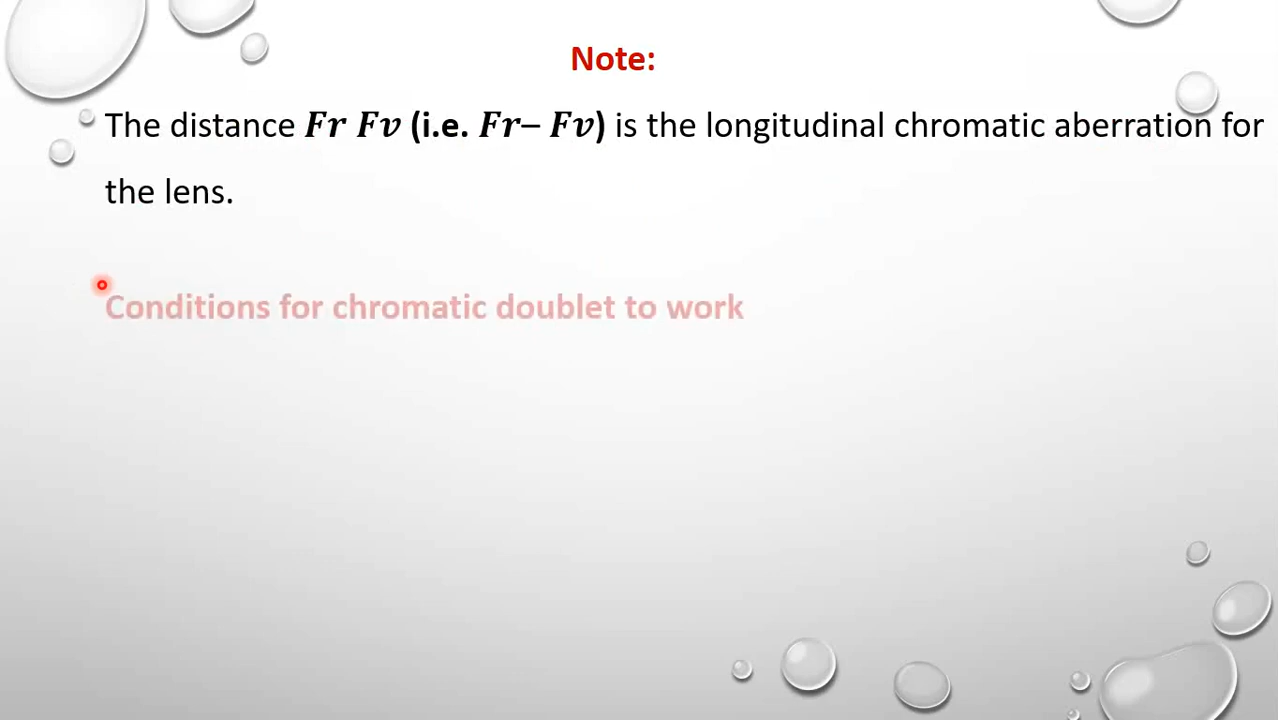 Note:
The distance Fr Fv (i.e. Fr– Fv) is the longitudinal chromatic aberration for
the lens.
Conditions for chromatic doublet to work